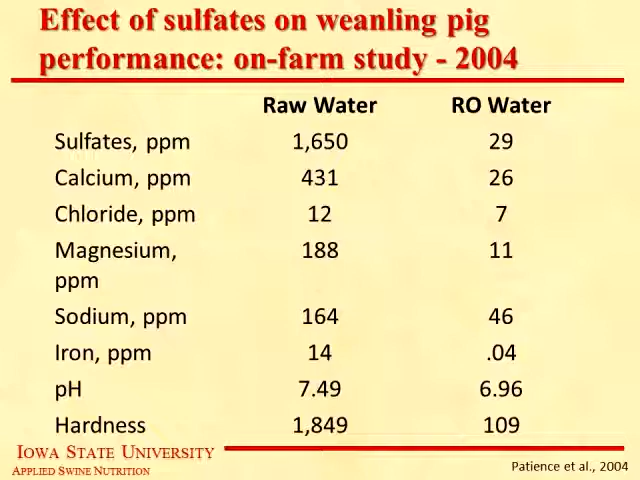 Effect of sulfates on weanling pig
performance: on-farm study - 2004
Raw Water RO Water
Sulfates, ppm 1,650 29
Calcium, ppm 431 26
Chloride, ppm 12 7
Magnesium, 188 11
ppm
Sodium, ppm 164 46
Iron, ppm 14 .04
pH 7.49 6.96
Hardness 1,849 109
IOWA STATE UNIVERSITY
APPLIED SWINE NUTRITION
Patience et al., 2004